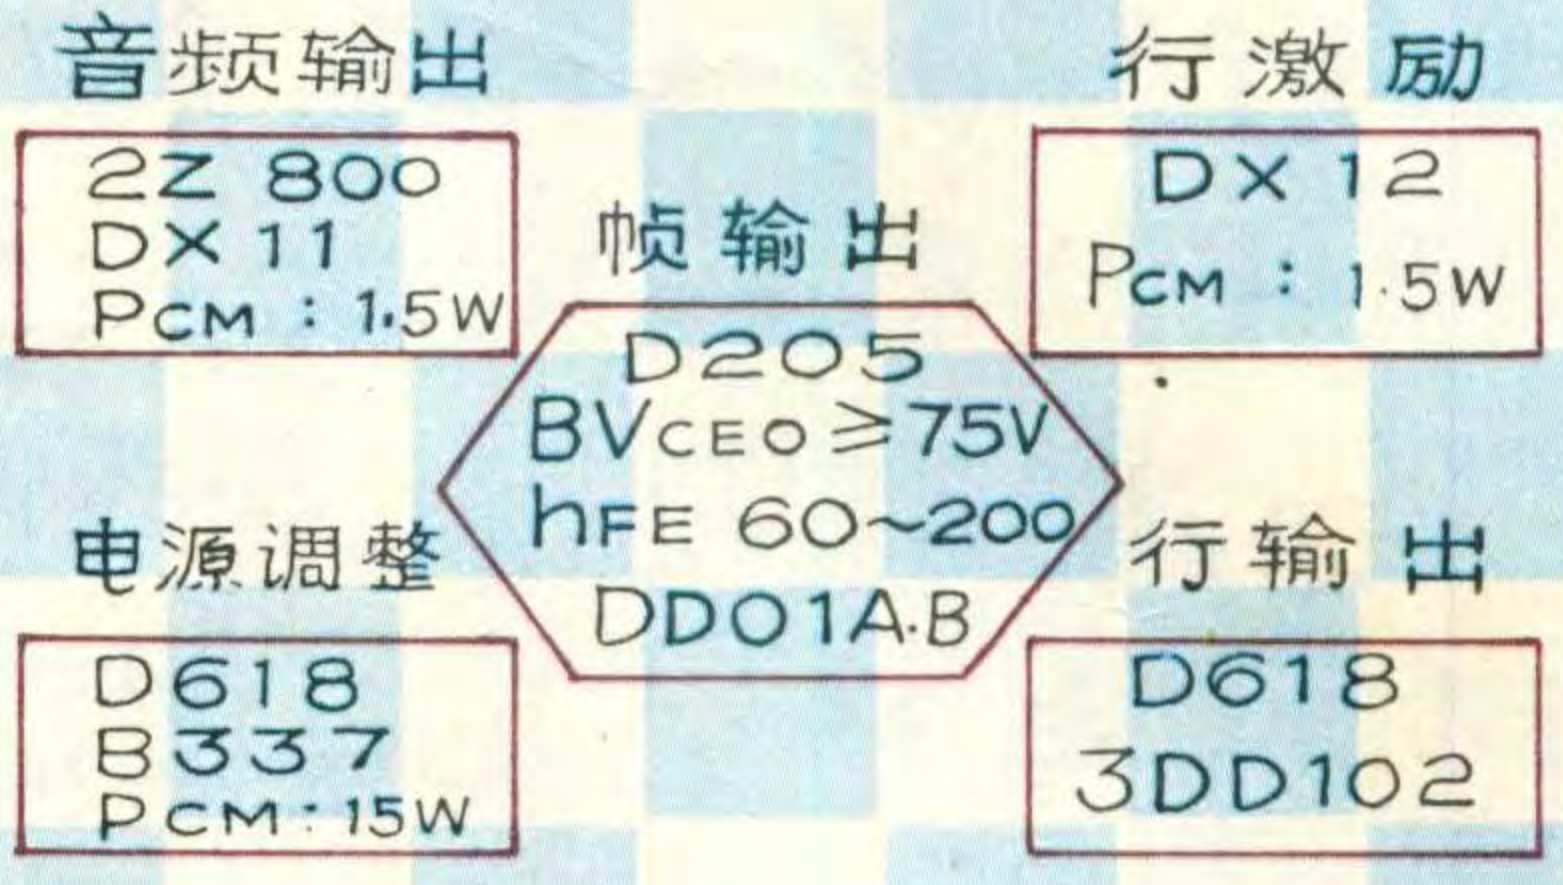 音频输出
2Z 800
DX 11
PCM : 1.5W
行激励
DX 12
PCM : 1.5W
帧输出
D205
BVCEO ≥ 75V
hFE 60~200
DD01A·B
电源调整
D618
B337
PCM : 15W
行输出
D618
3DD102